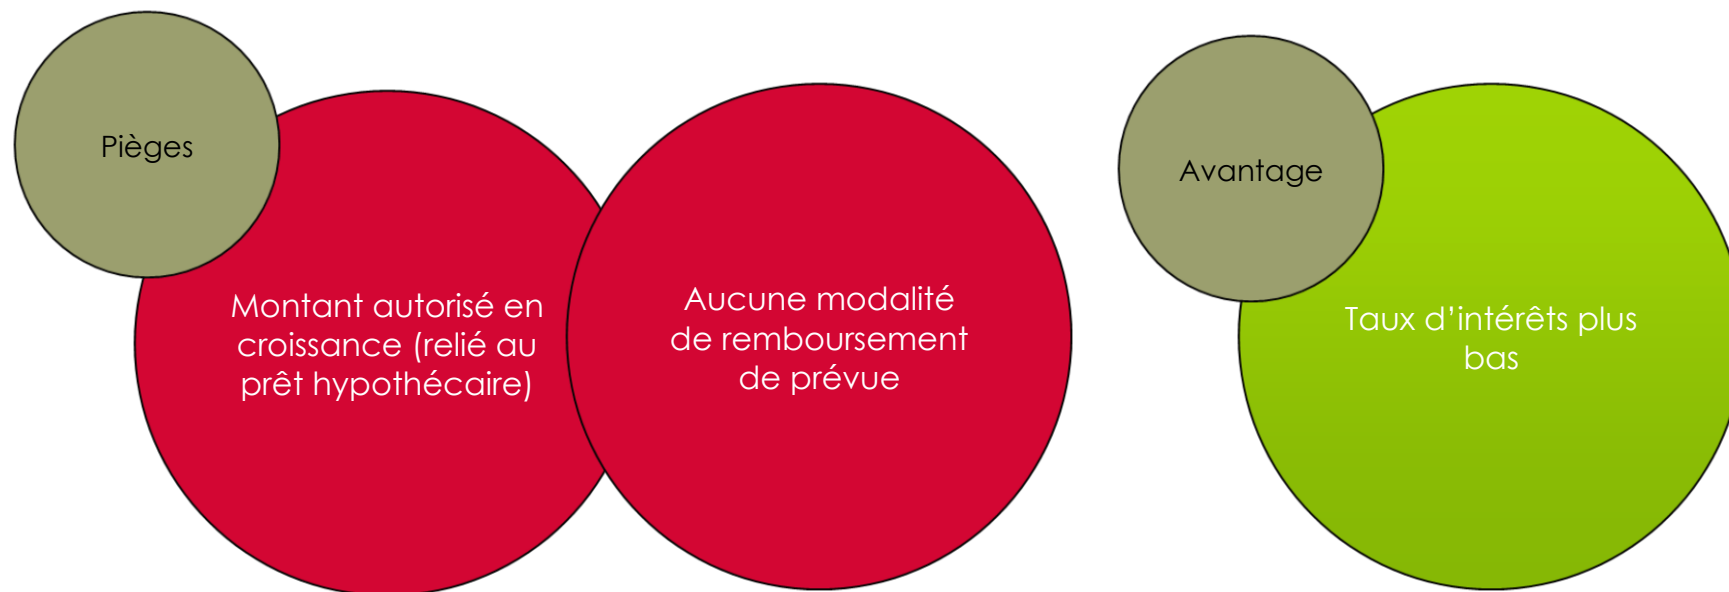 Pièges
Montant autorisé en
croissance (relié au
prêt hypothécaire)
Aucune modalité
de remboursement
de prévue
Avantage
Taux d’intérêts plus
bas